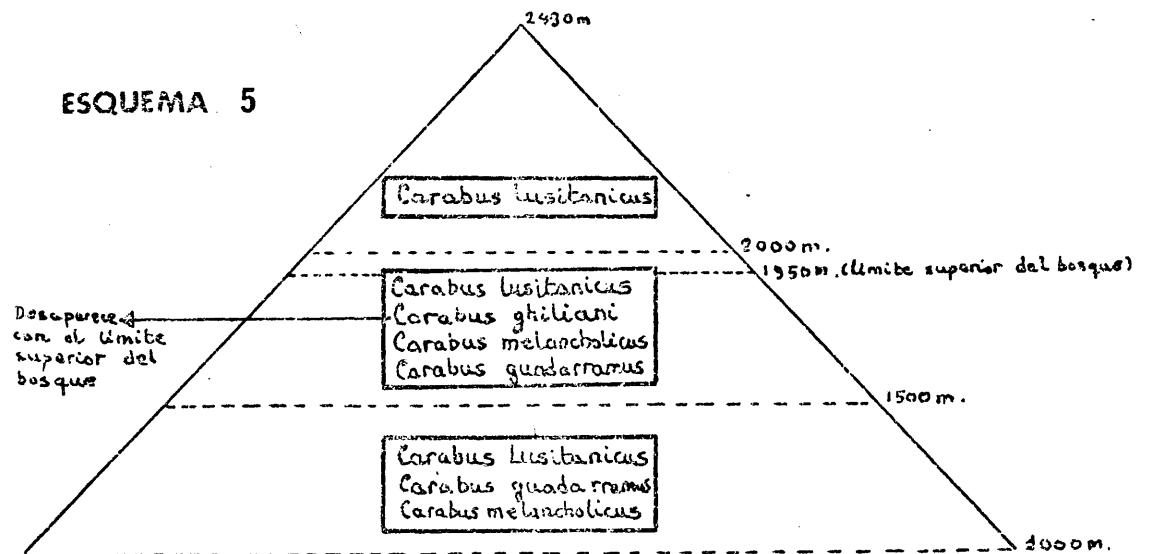 2430m
ESQUEMA 5
Carabus lusitanicus
2000m.
1950m. (límite superior del bosque)
Carabus lusitanicus
Desaparece
con el límite
superior del
bosque
Carabus ghiliani
Carabus melancholicus
Carabus guadarramus
1500m.
Carabus Lusitanicus
Carabus guadarramus
Carabus melancholicus
1000m.